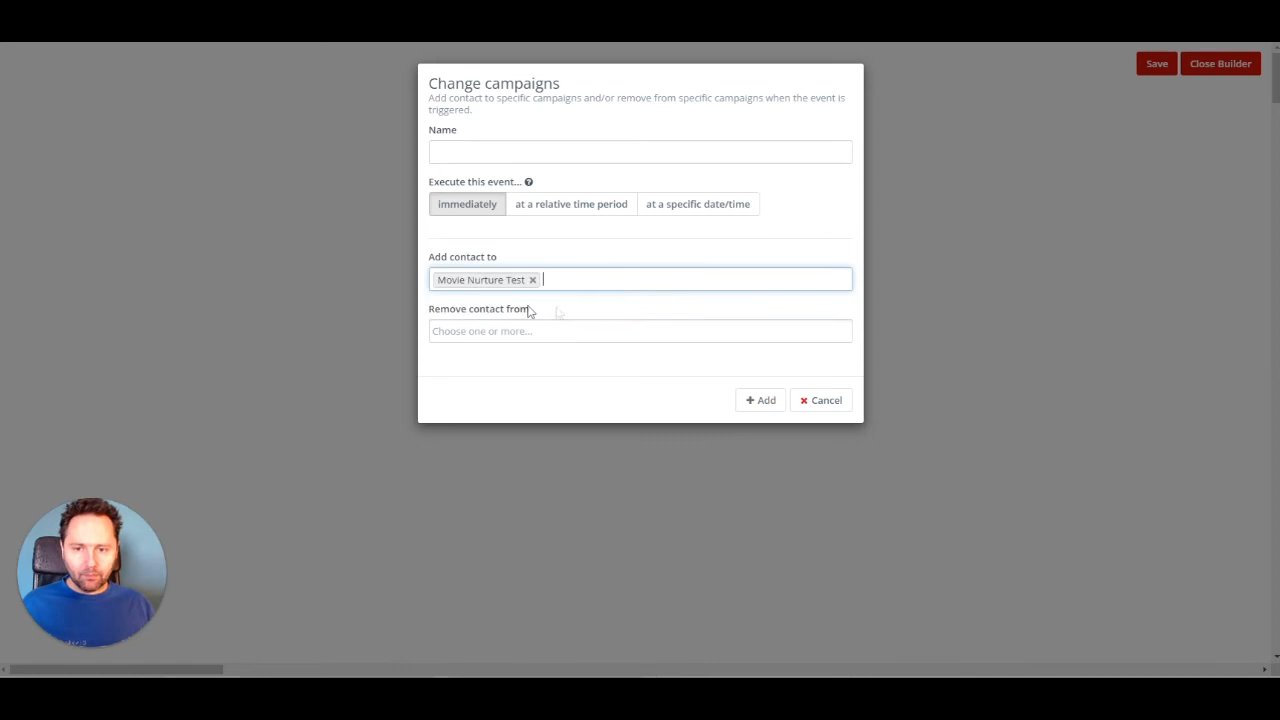 Save
Close Builder
Change campaigns
Add contact to specific campaigns and/or remove from specific campaigns when the event is
triggered.
Name
Execute this event...
immediately
at a relative time period
at a specific date/time
Add contact to
Movie Nurture Test
Remove contact from
Choose one or more...
Add
Cancel